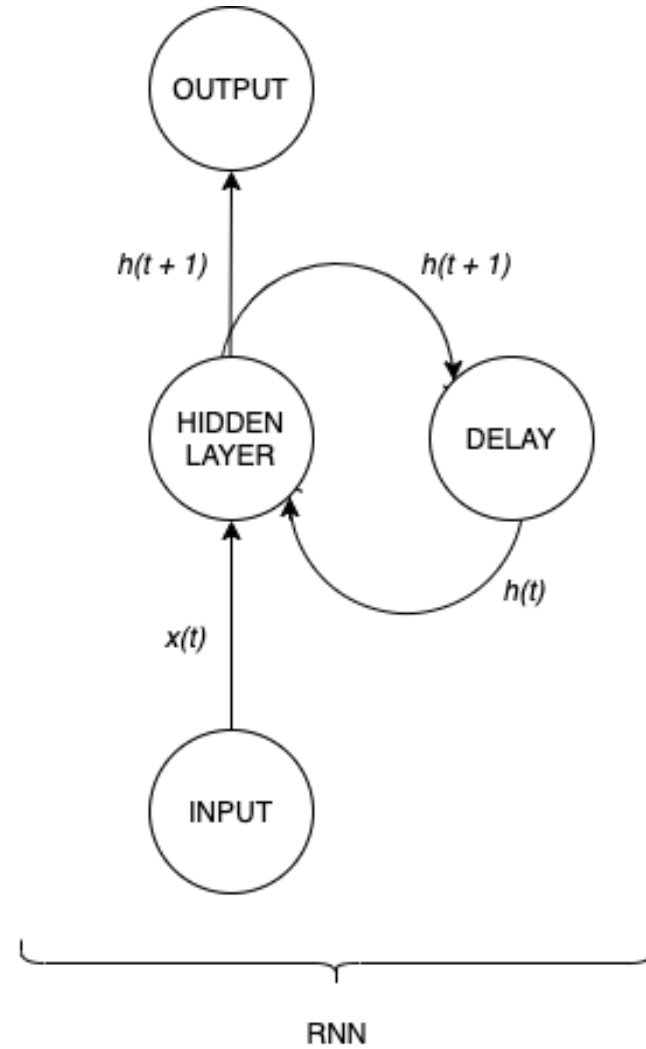 OUTPUT
h(t + 1)
h(t + 1)
HIDDEN
LAYER
DELAY
h(t)
x(t)
INPUT
RNN